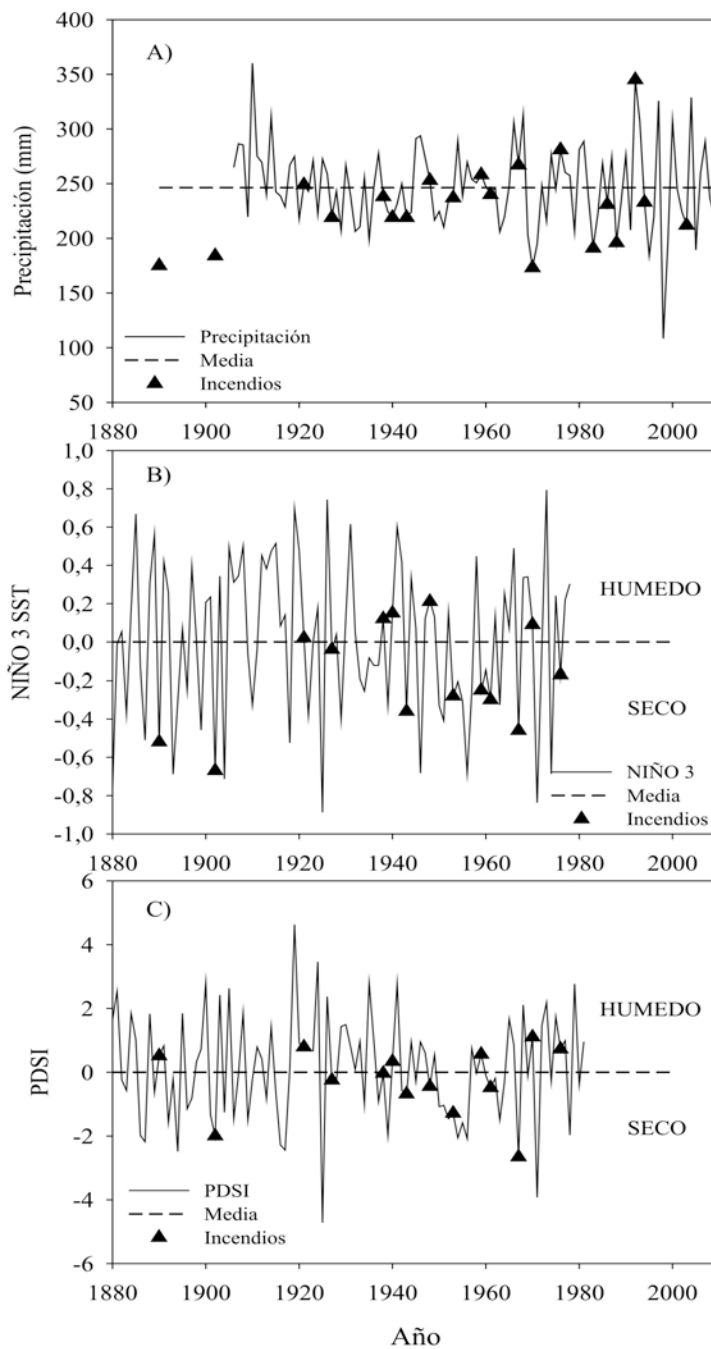 A)
400
350
300
250
200
150
100
50
Precipitación (mm)
Precipitación
Media
Incendios
1880 1900 1920 1940 1960 1980 2000
B)
1,0
0,8
0,6
0,4
0,2
0,0
-0,2
-0,4
-0,6
-0,8
-1,0
NIÑO 3 SST
HUMEDO
SECO
NIÑO 3
Media
Incendios
1880 1900 1920 1940 1960 1980 2000
C)
6
4
2
0
-2
-4
-6
PDSI
HUMEDO
SECO
PDSI
Media
Incendios
1880 1900 1920 1940 1960 1980 2000
Año